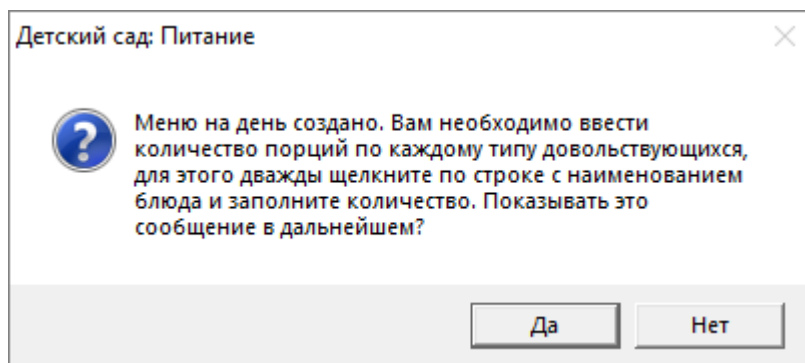 Детский сад: Питание
Меню на день создано. Вам необходимо ввести
количество порций по каждому типу довольствующихся,
для этого дважды щелкните по строке с наименованием
блюда и заполните количество. Показывать это
сообщение в дальнейшем?
Да
Нет